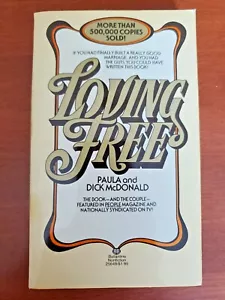 MORE THAN
500,000 COPIES
SOLD!
IF YOU HAD FINALLY BUILT A REALLY GOOD
MARRIAGE, AND YOU HAD
THE GUTS, YOU COULD HAVE
WRITTEN THIS BOOK!
LOVING
FREE
PAULA and
DICK McDONALD
THE BOOK—AND THE COUPLE—
FEATURED IN PEOPLE MAGAZINE AND
NATIONALLY SYNDICATED ON TV!
Ballantine